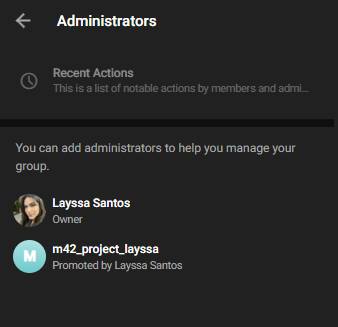 Administrators
Recent Actions
This is a list of notable actions by members and admi...
You can add administrators to help you manage your
group.
Layssa Santos
Owner
M
m42_project_layssa
Promoted by Layssa Santos